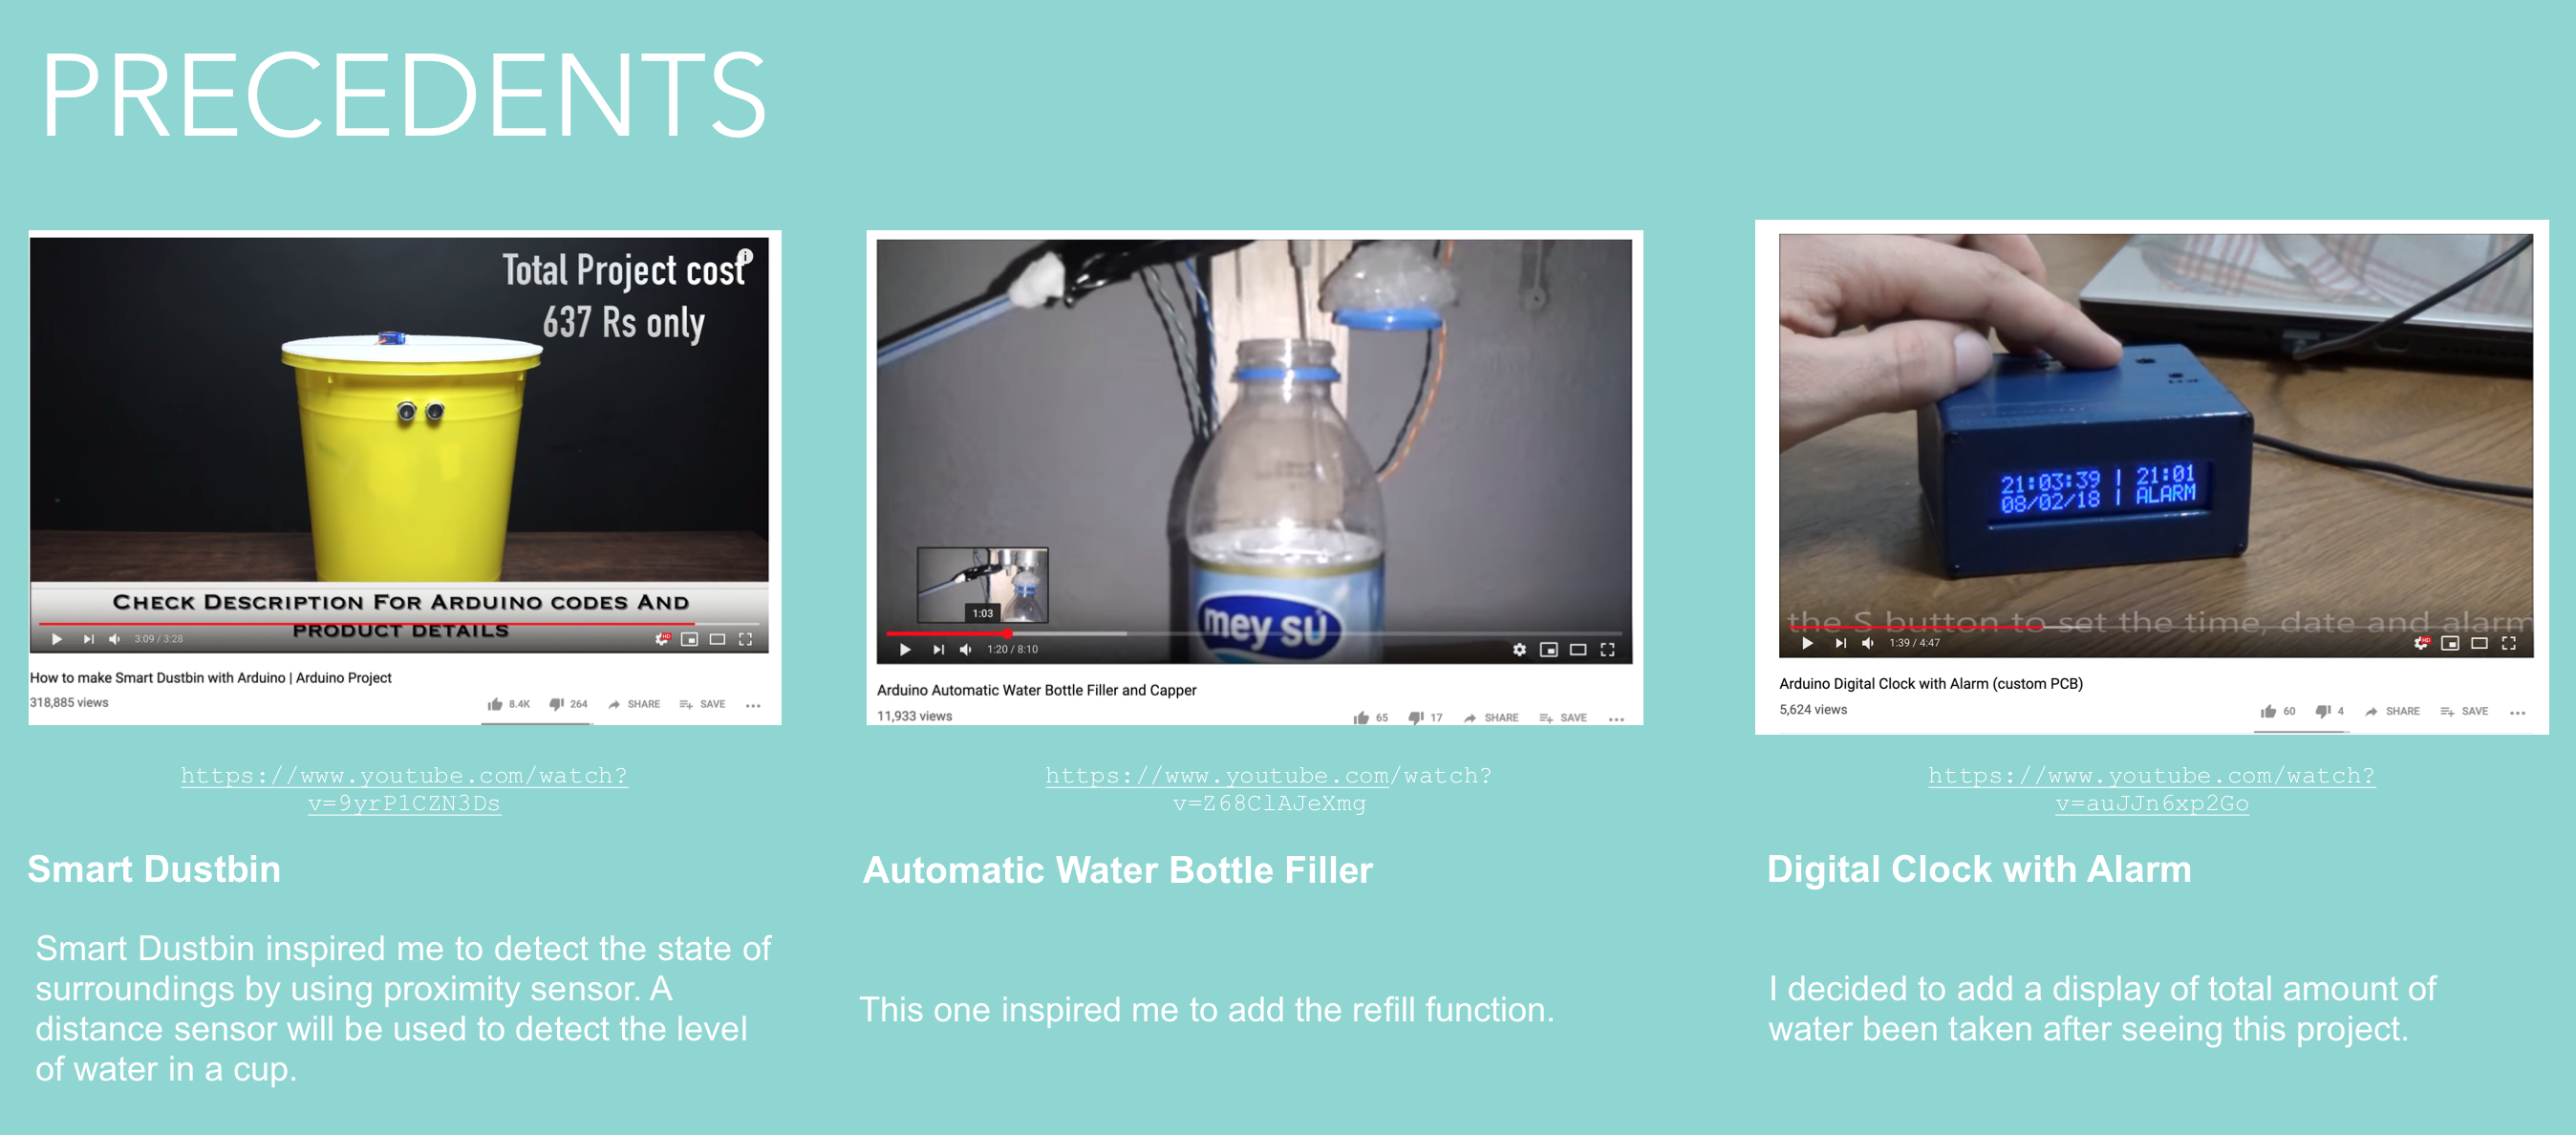 PRECEDENTS
Total Project cost
637 Rs only
CHECK DESCRIPTION FOR ARDUINO CODES AND
PRODUCT DETAILS
3:09 / 3:28
How to make Smart Dustbin with Arduino | Arduino Project
318,885 views
8.4K 264 SHARE SAVE
https://www.youtube.com/watch?
v=9yrP1CZN3Ds
Smart Dustbin
Smart Dustbin inspired me to detect the state of
surroundings by using proximity sensor. A
distance sensor will be used to detect the level
of water in a cup.
mey sü
1:03
1:20 / 8:10
Arduino Automatic Water Bottle Filler and Capper
11,933 views
65 17 SHARE SAVE
https://www.youtube.com/watch?
v=Z68ClAJeXmg
Automatic Water Bottle Filler
This one inspired me to add the refill function.
21:03:39 | 21:01
08/02/18 | ALARM
the S button to set the time, date and alarm
1:39 / 4:47
Arduino Digital Clock with Alarm (custom PCB)
5,624 views
60 4 SHARE SAVE
https://www.youtube.com/watch?
v=auJJn6xp2Go
Digital Clock with Alarm
I decided to add a display of total amount of
water been taken after seeing this project.